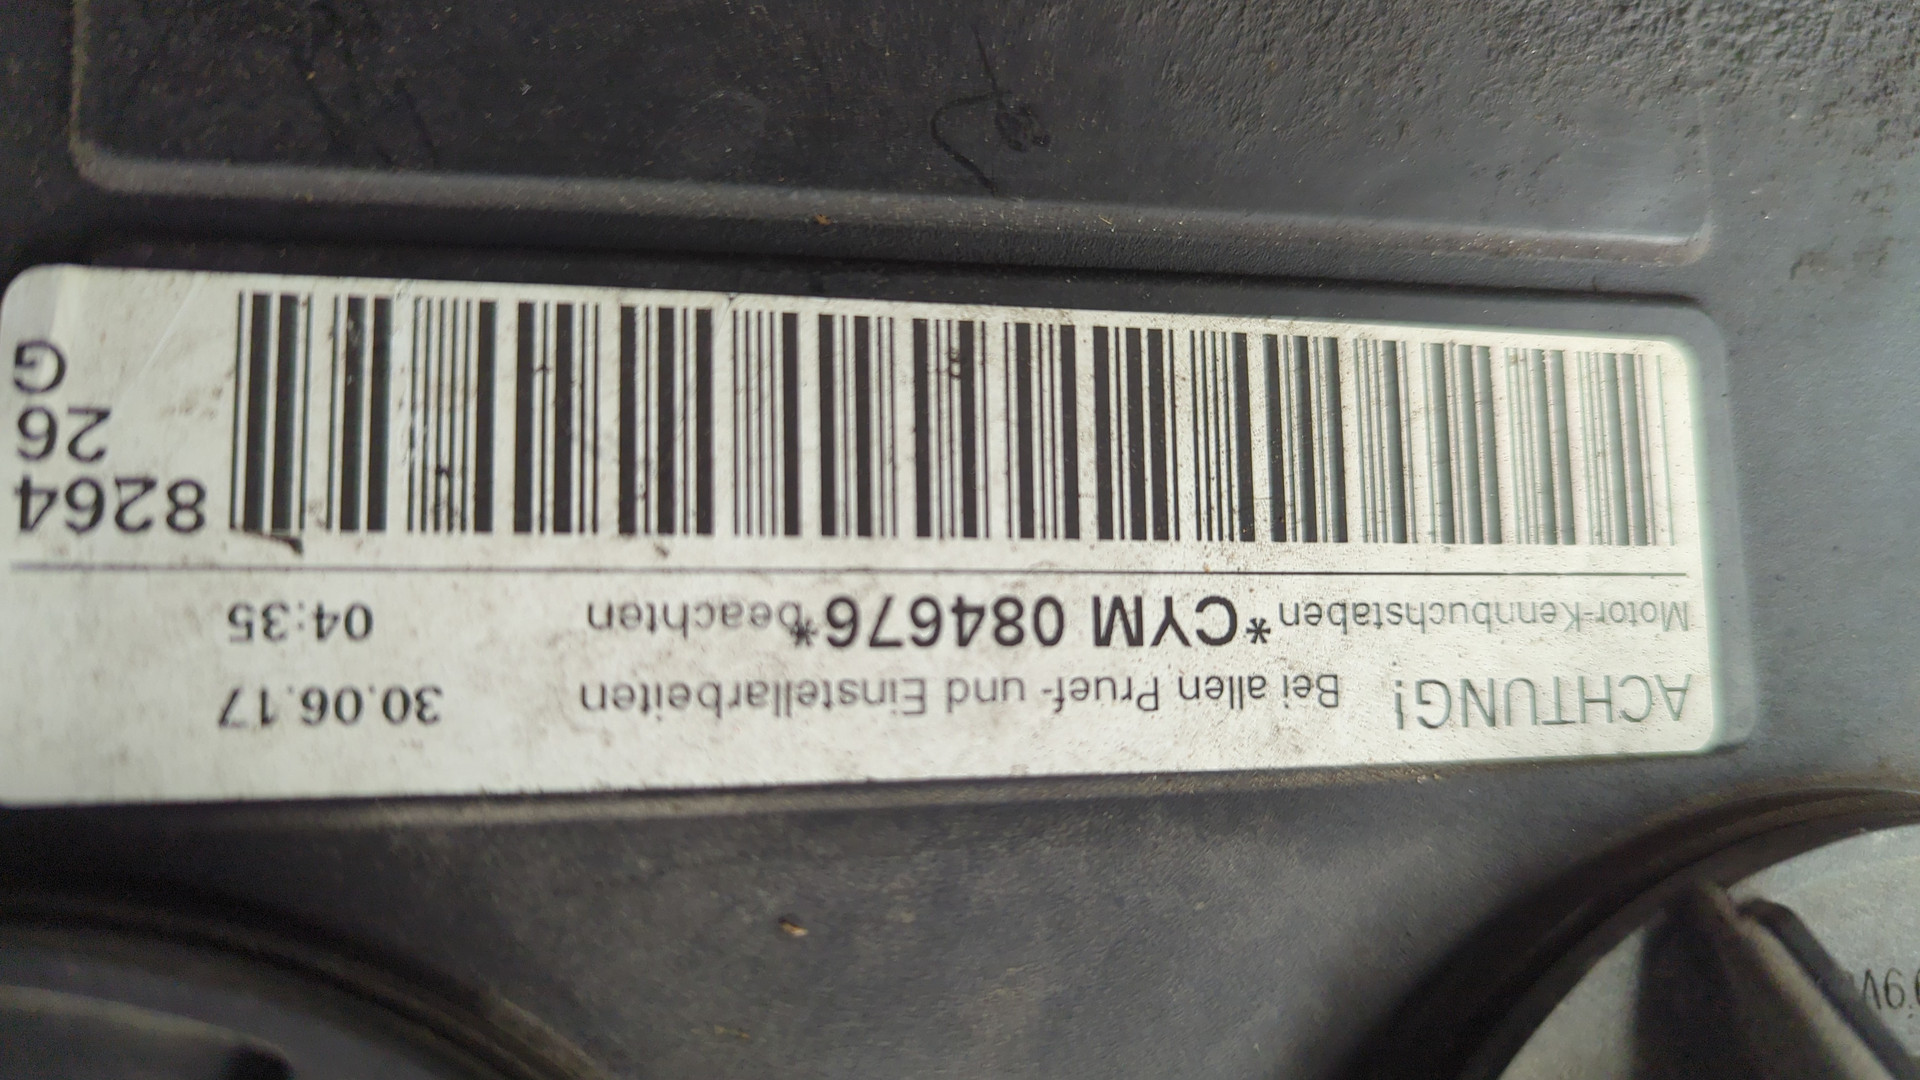 ACHTUNG! Bei allen Pruef- und Einstellarbeiten 30.06.17
Motor-Kennbuchstaben *CYM 084676* beachten 04:35
8264
26
G